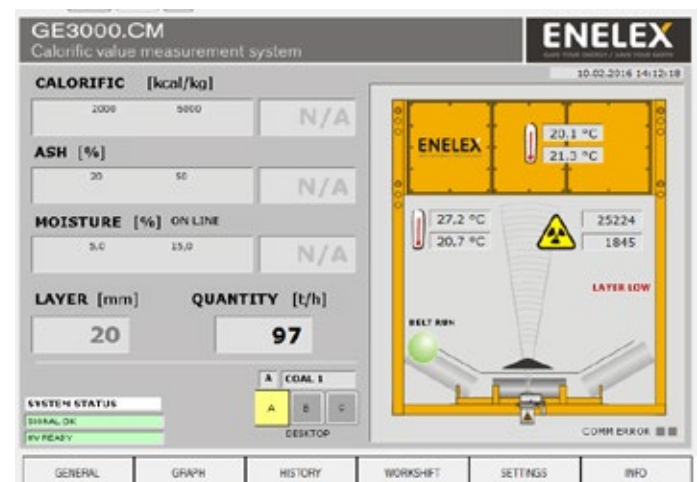 GE3000.CM
Calorific value measurement system
ENELEX
10.02.2016 14:12:18
CALORIFIC [kcal/kg]
2000 5000
N/A
ASH [%]
20 50
N/A
MOISTURE [%] ON LINE
5,0 15,0
N/A
LAYER [mm] QUANTITY [t/h]
20 97
A COAL 1
A B C
DESKTOP
SYSTEM STATUS
SIGNAL OK
HV READY
ENELEX
20.1 °C
21.3 °C
27,2 °C
20,7 °C
25224
1845
LAYER LOW
BELT RUN
COMM ERROR
GENERAL GRAPH HISTORY WORKSHIFT SETTINGS INFO